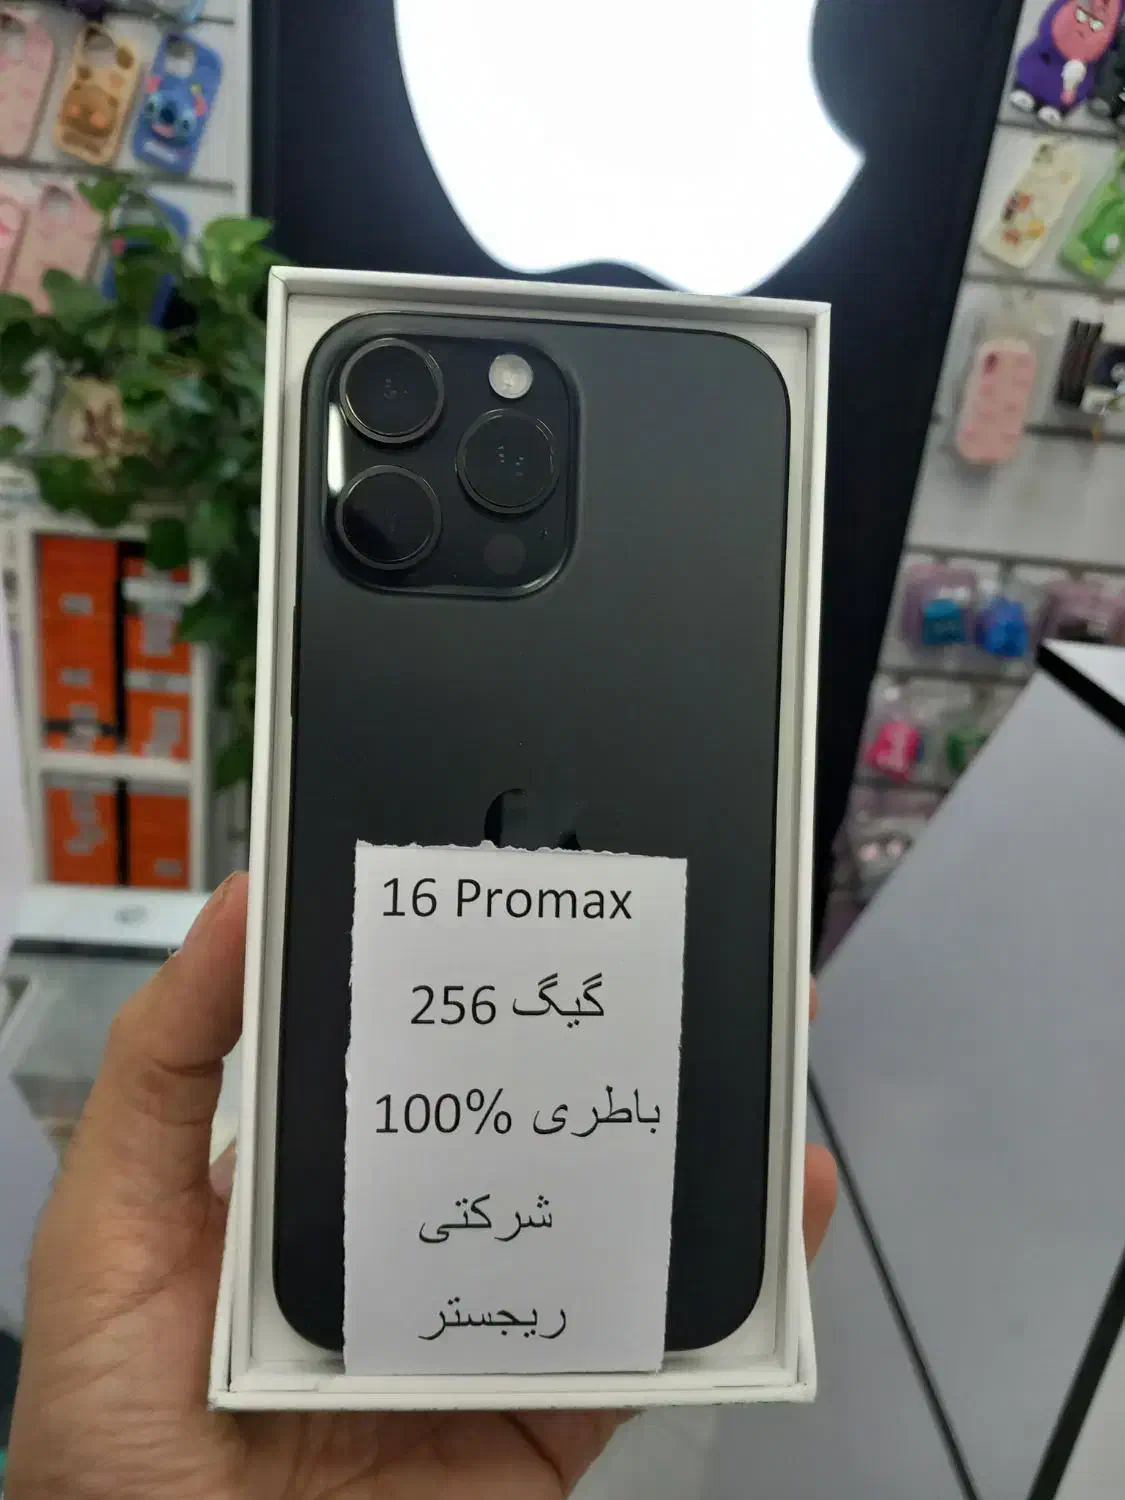 16 Promax
256 گیگ
باطری 100%
شرکتی
ریجستر